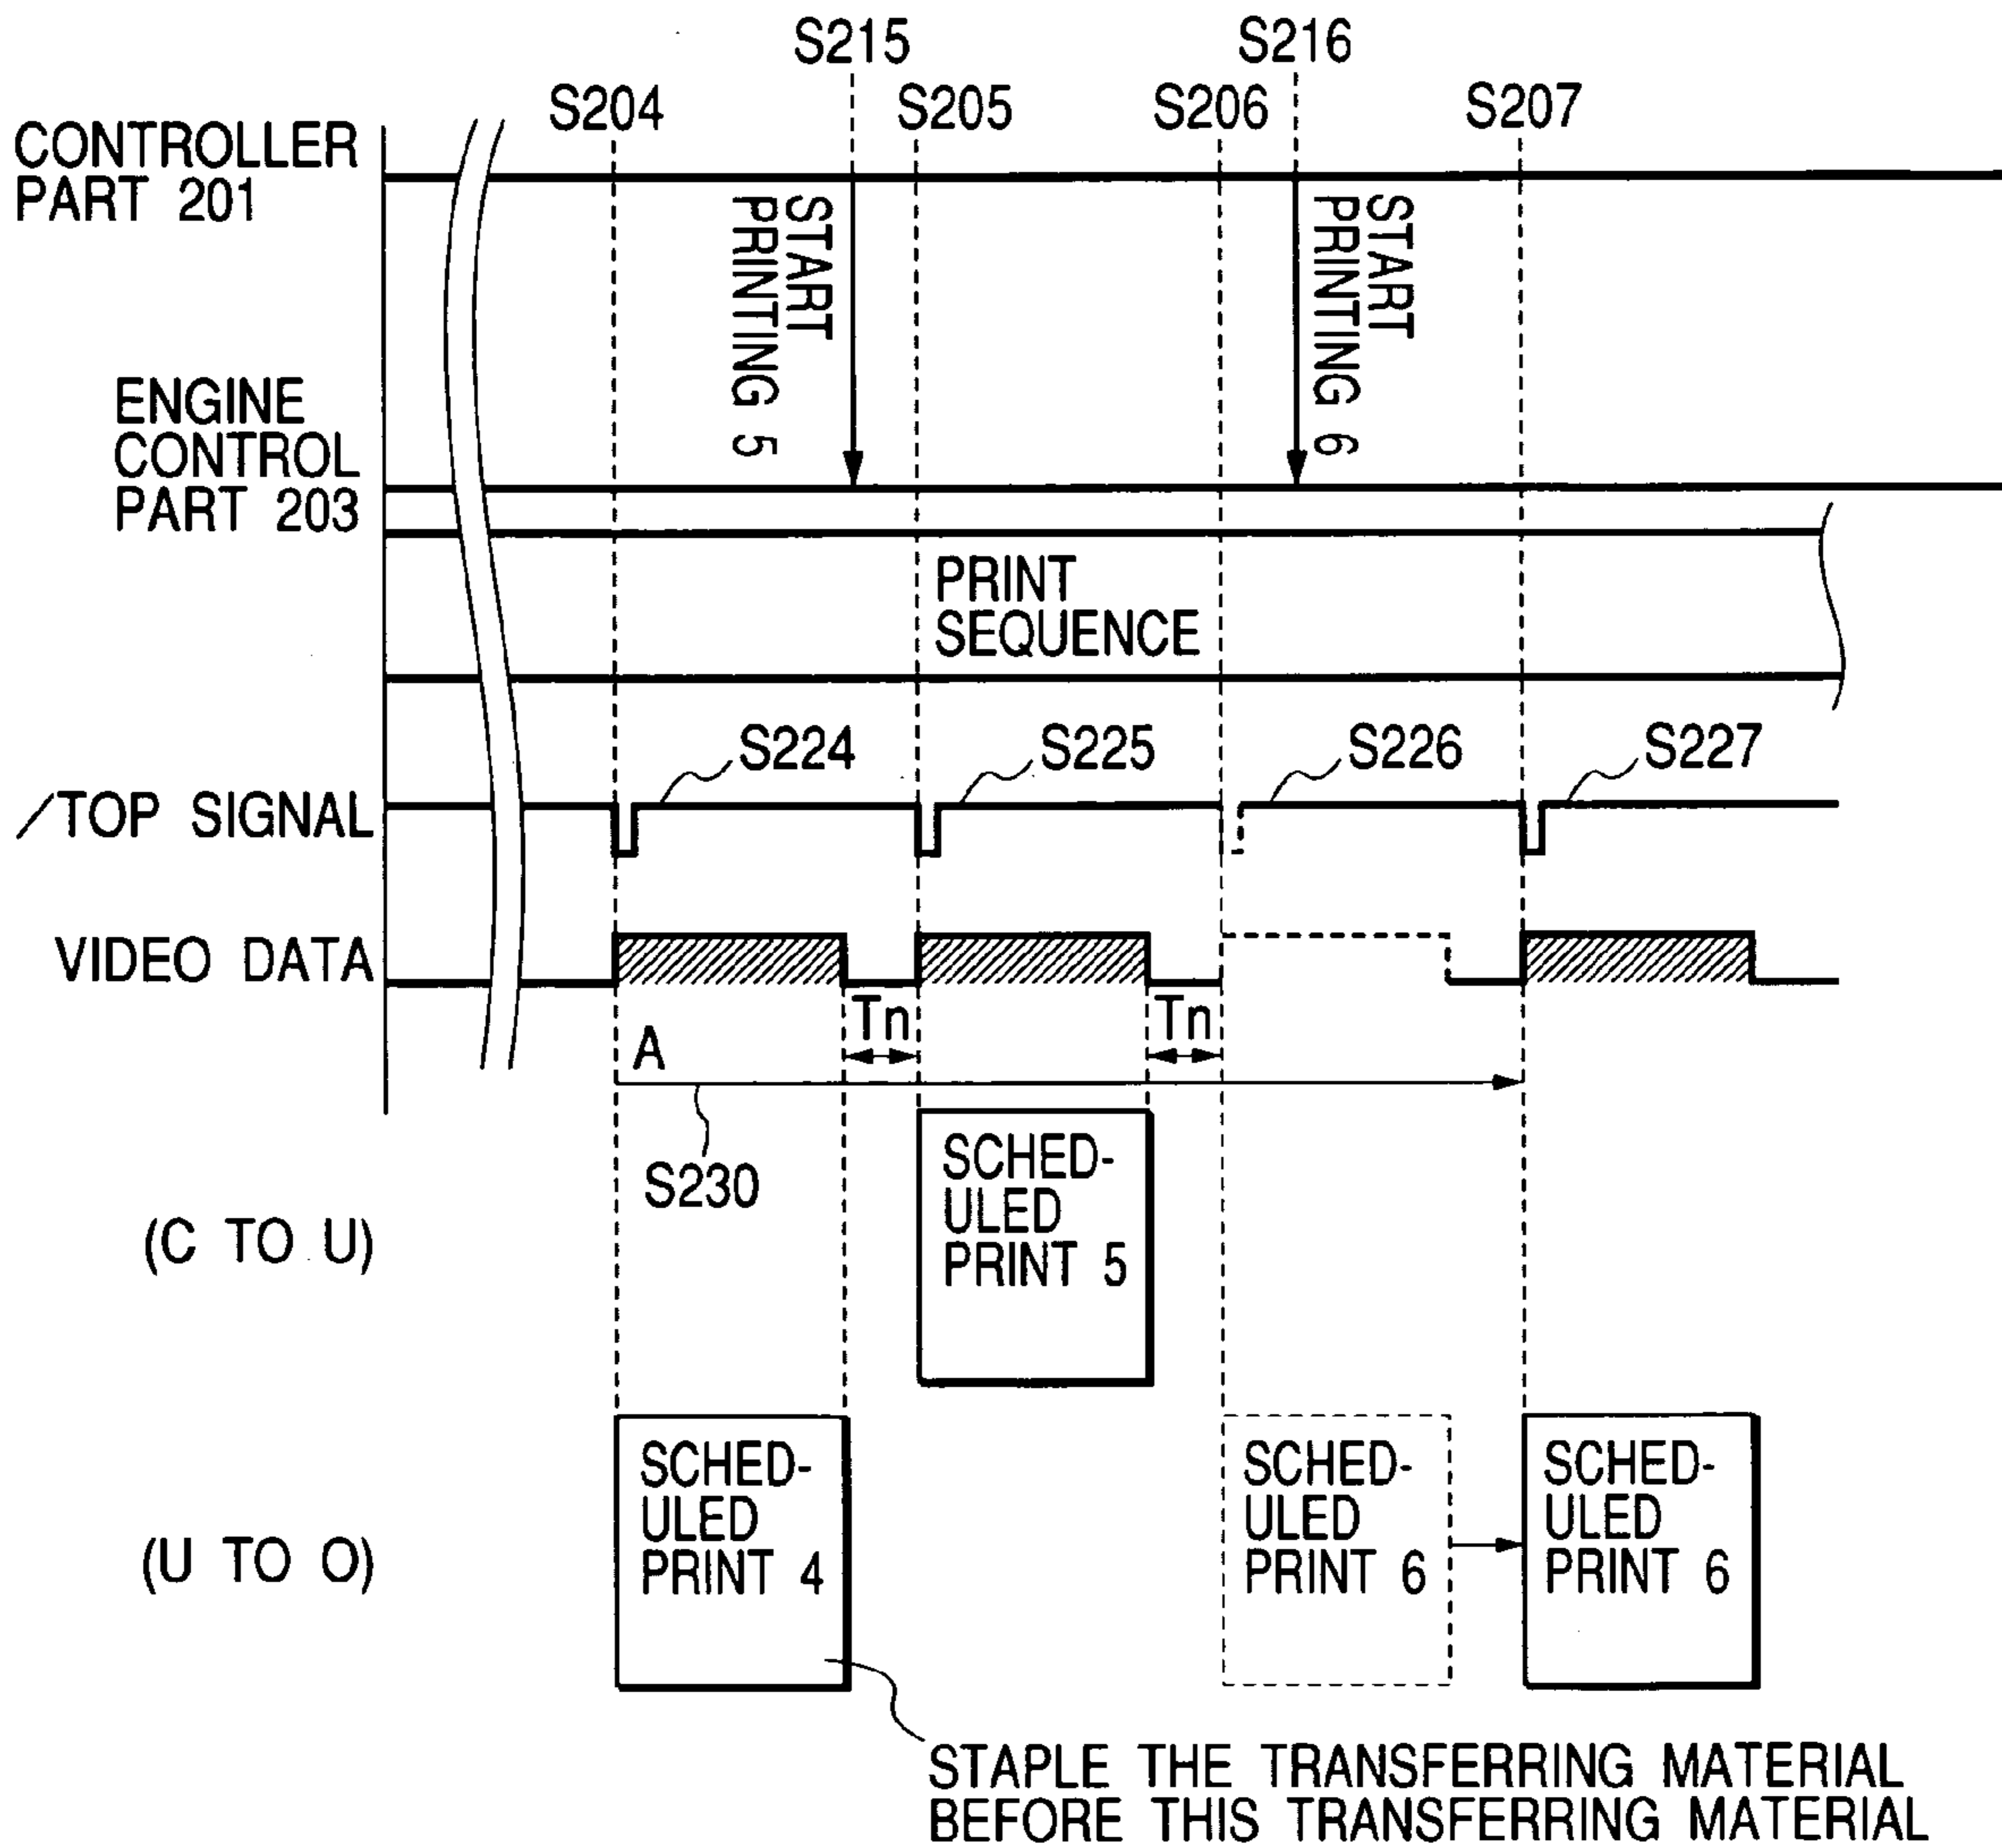 S215
S216
S204
S205
S206
S207
CONTROLLER
PART 201
START
PRINTING 5
START
PRINTING 6
ENGINE
CONTROL
PART 203
PRINT
SEQUENCE
S224
S225
S226
S227
/TOP SIGNAL
VIDEO DATA
Tn
Tn
A
S230
(C TO U)
SCHED-
ULED
PRINT 5
(U TO O)
SCHED-
ULED
PRINT 4
SCHED-
ULED
PRINT 6
SCHED-
ULED
PRINT 6
STAPLE THE TRANSFERRING MATERIAL
BEFORE THIS TRANSFERRING MATERIAL